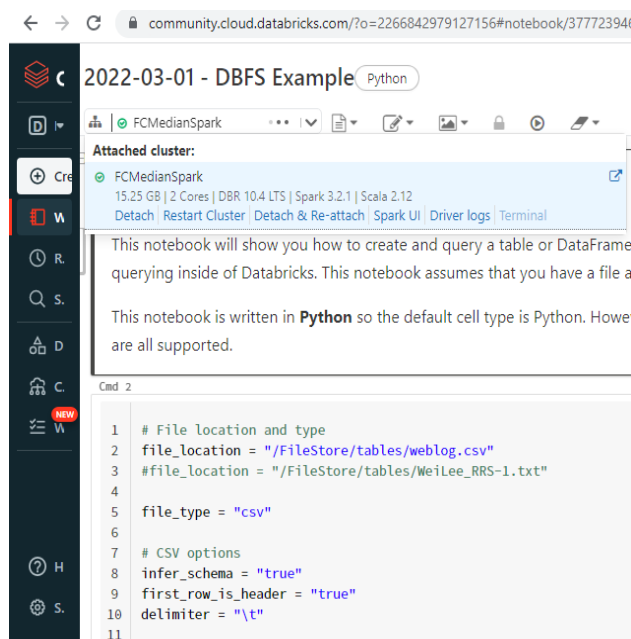 community.cloud.databricks.com/?o=2266842979127156#notebook/377723946
2022-03-01 - DBFS Example Python
D
FCMedianSpark
Attached cluster:
Cre
FCMedianSpark
15.25 GB | 2 Cores | DBR 10.4 LTS | Spark 3.2.1 | Scala 2.12
W
Detach | Restart Cluster | Detach & Re-attach | Spark UI | Driver logs | Terminal
This notebook will show you how to create and query a table or DataFrame
R.
querying inside of Databricks. This notebook assumes that you have a file a
S.
This notebook is written in Python so the default cell type is Python. Howe
D
are all supported.
C.
Cmd 2
NEW
W
1 # File location and type
2 file_location = "/FileStore/tables/weblog.csv"
3 #file_location = "/FileStore/tables/WeiLee_RRS-1.txt"
4
5 file_type = "csv"
6
7 # CSV options
H
8 infer_schema = "true"
9 first_row_is_header = "true"
S.
10 delimiter = "\t"
11